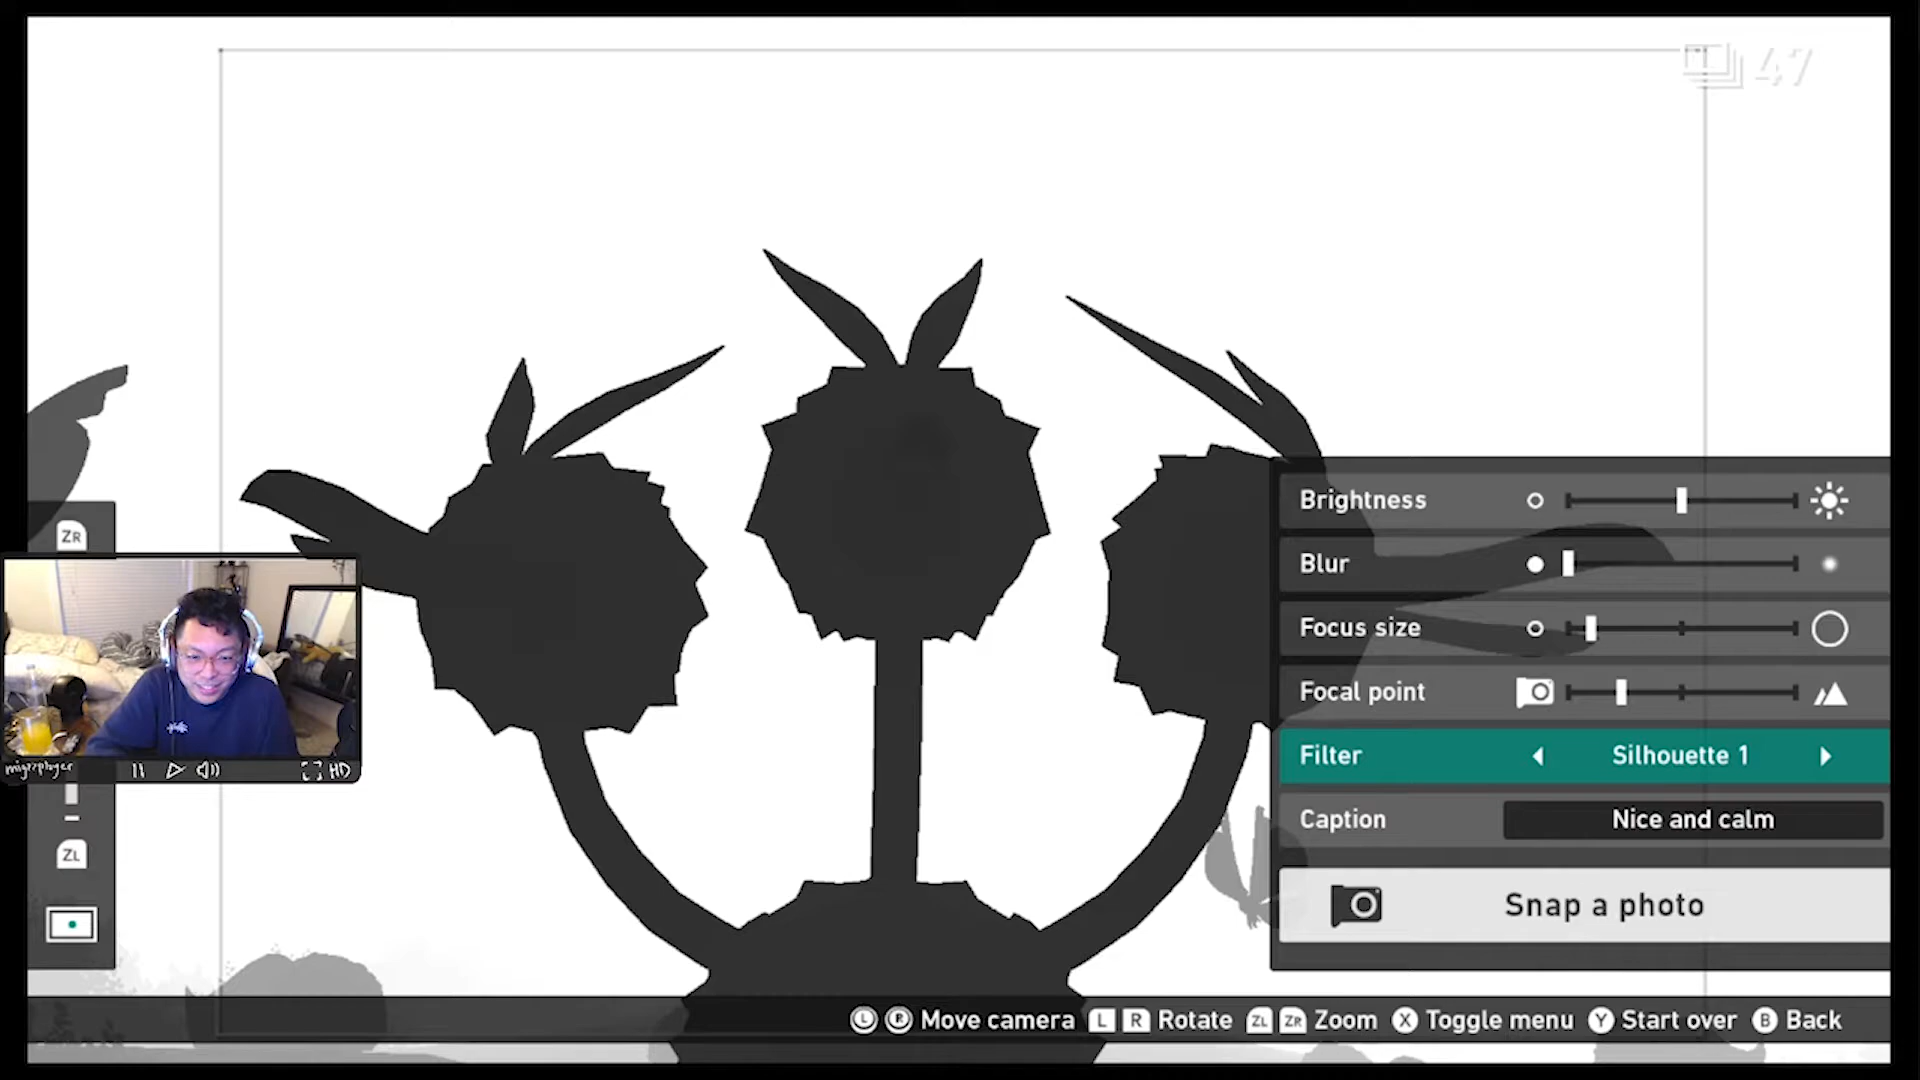 47
ZR
Brightness
Blur
Focus size
Focal point
Filter Silhouette 1
Caption Nice and calm
Snap a photo
HD
ZL
L R Move camera L R Rotate ZL ZR Zoom X Toggle menu Y Start over B Back